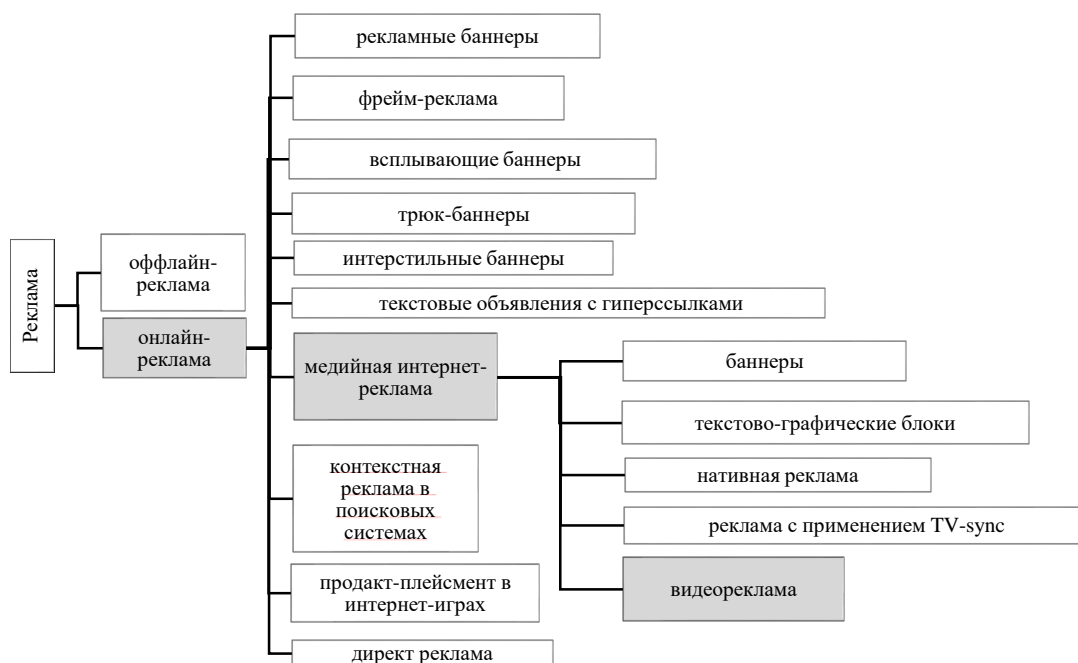 Реклама
оффлайн-
реклама
онлайн-
реклама
рекламные баннеры
фрейм-реклама
всплывающие баннеры
трюк-баннеры
интерстильные баннеры
текстовые объявления с гиперссылками
медийная интернет-
реклама
контекстная
реклама в
поисковых
системах
продакт-плейсмент в
интернет-играх
директ реклама
баннеры
текстово-графические блоки
нативная реклама
реклама с применением TV-sync
видеореклама